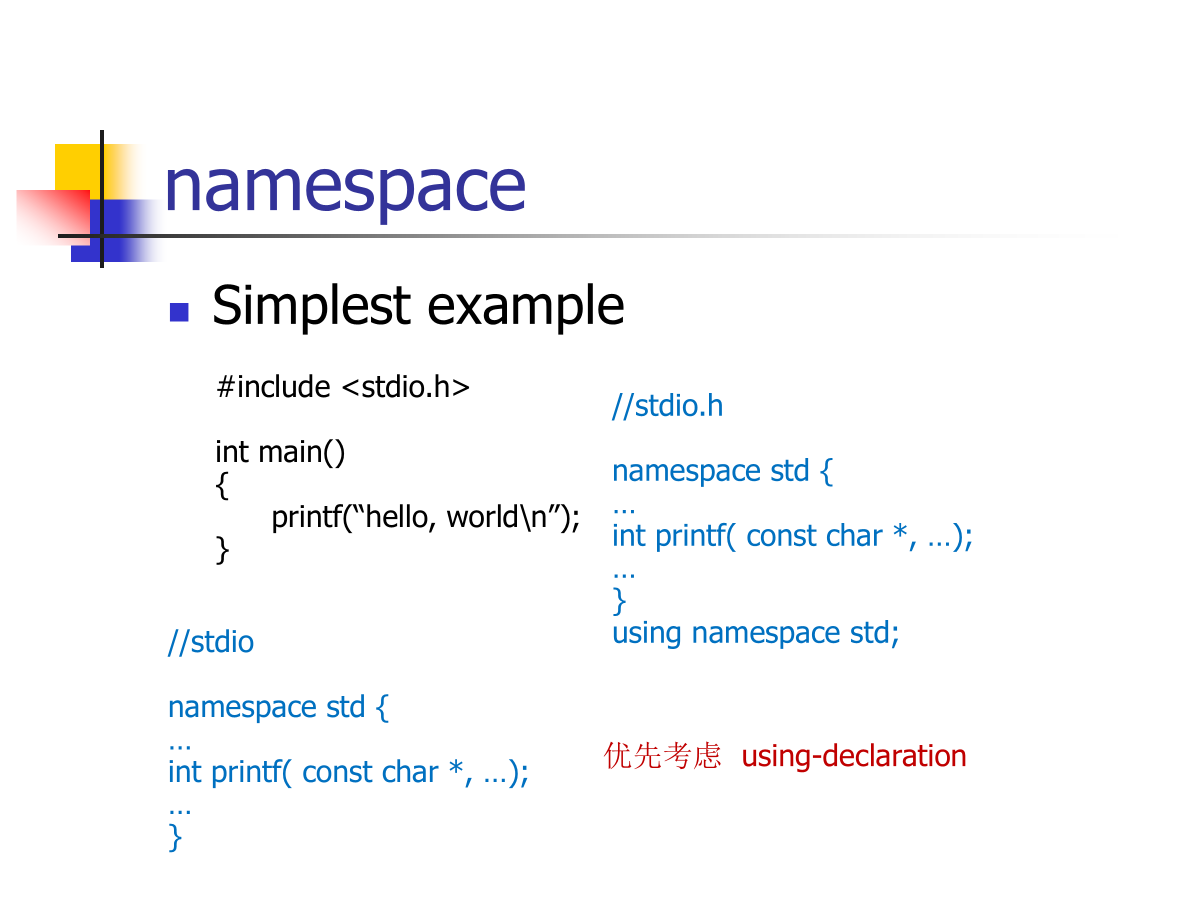 namespace
Simplest example
#include <stdio.h>
int main()
{
printf(“hello, world\n”);
}
//stdio.h
namespace std {
…
int printf( const char *, …);
…
}
using namespace std;
//stdio
namespace std {
…
int printf( const char *, …);
…
}
优先考虑 using-declaration